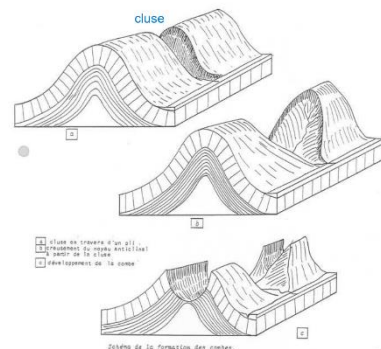 cluse
a
b
a cluse en travers d'un pli
b creusement du noyau anticlinal
à partir de la cluse
c développement de la combe
c
Schéma de la formation des combes